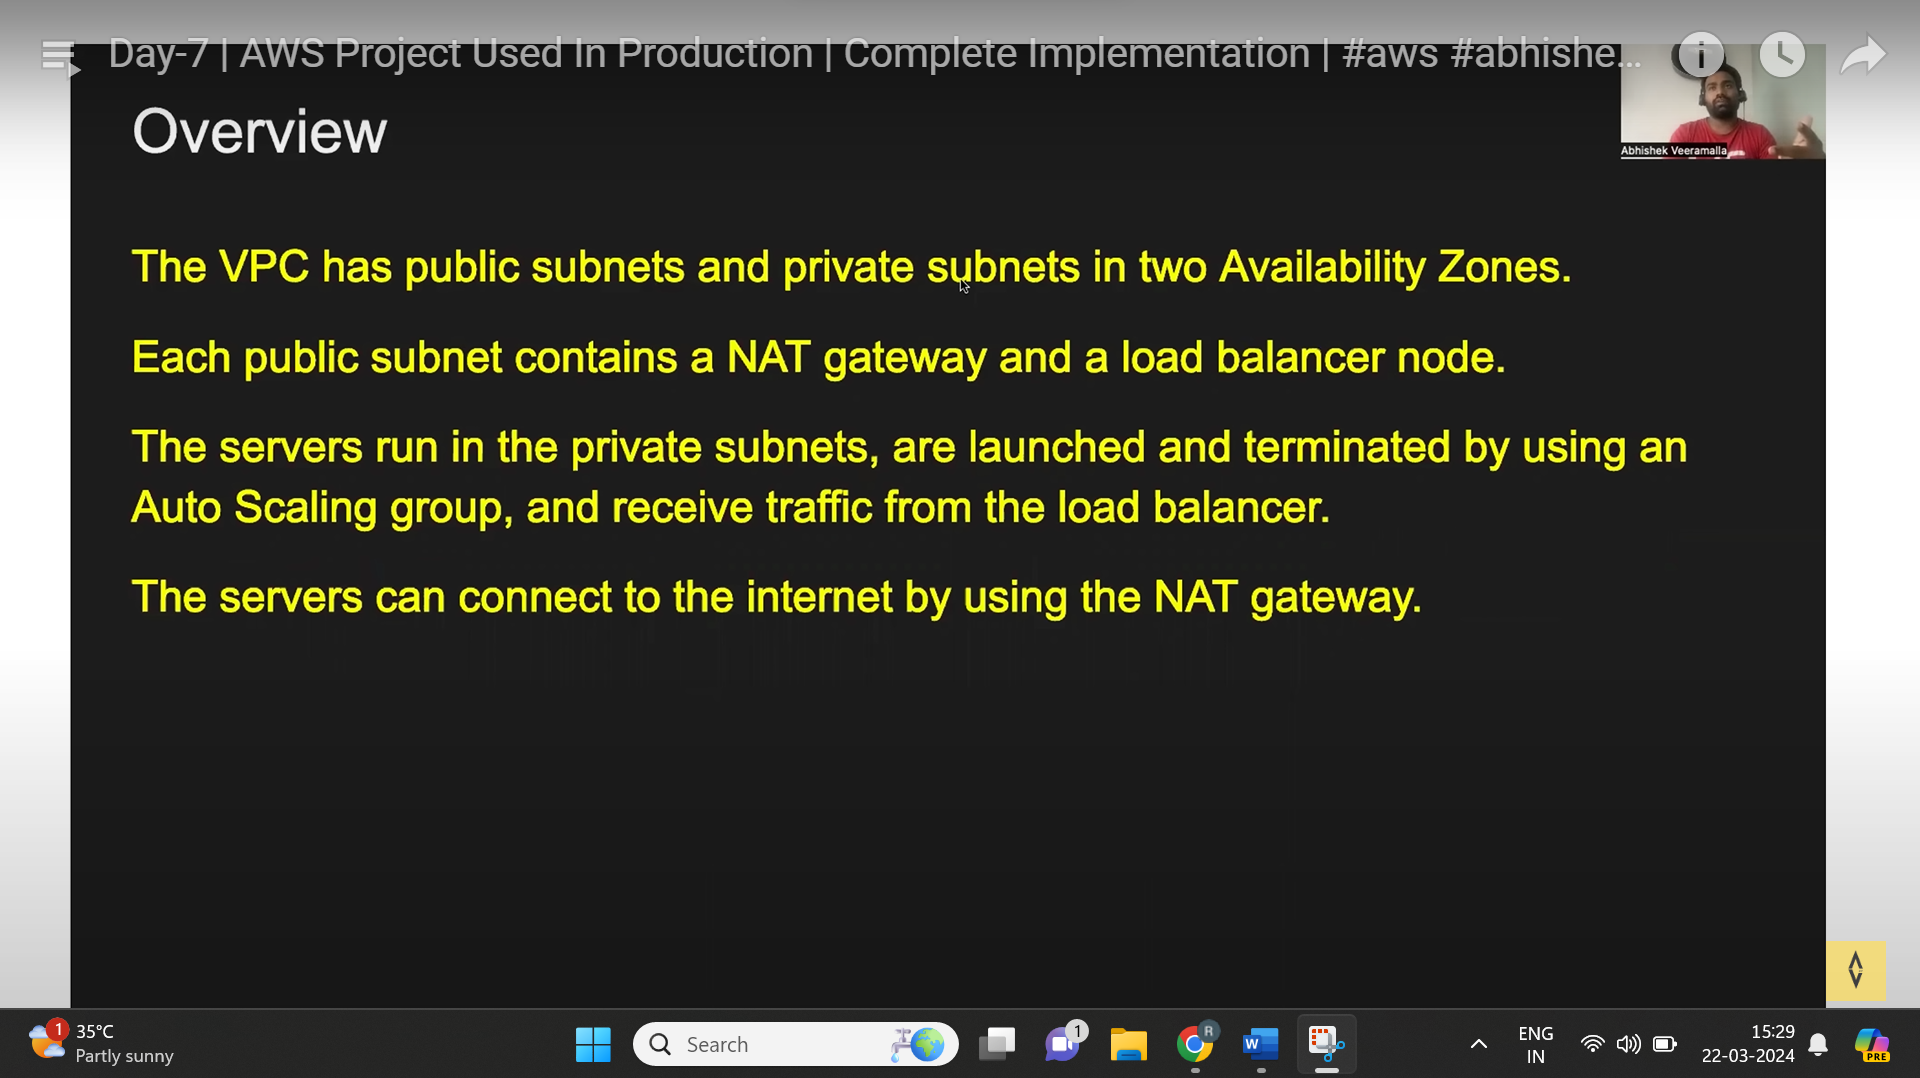 Day-7 | AWS Project Used In Production | Complete Implementation | #aws #abhishe...
Overview
Abhishek Veeramalla
The VPC has public subnets and private subnets in two Availability Zones.
Each public subnet contains a NAT gateway and a load balancer node.
The servers run in the private subnets, are launched and terminated by using an
Auto Scaling group, and receive traffic from the load balancer.
The servers can connect to the internet by using the NAT gateway.
1
35°C
Partly sunny
Search
1
R
W
ENG
IN
15:29
22-03-2024
PRE